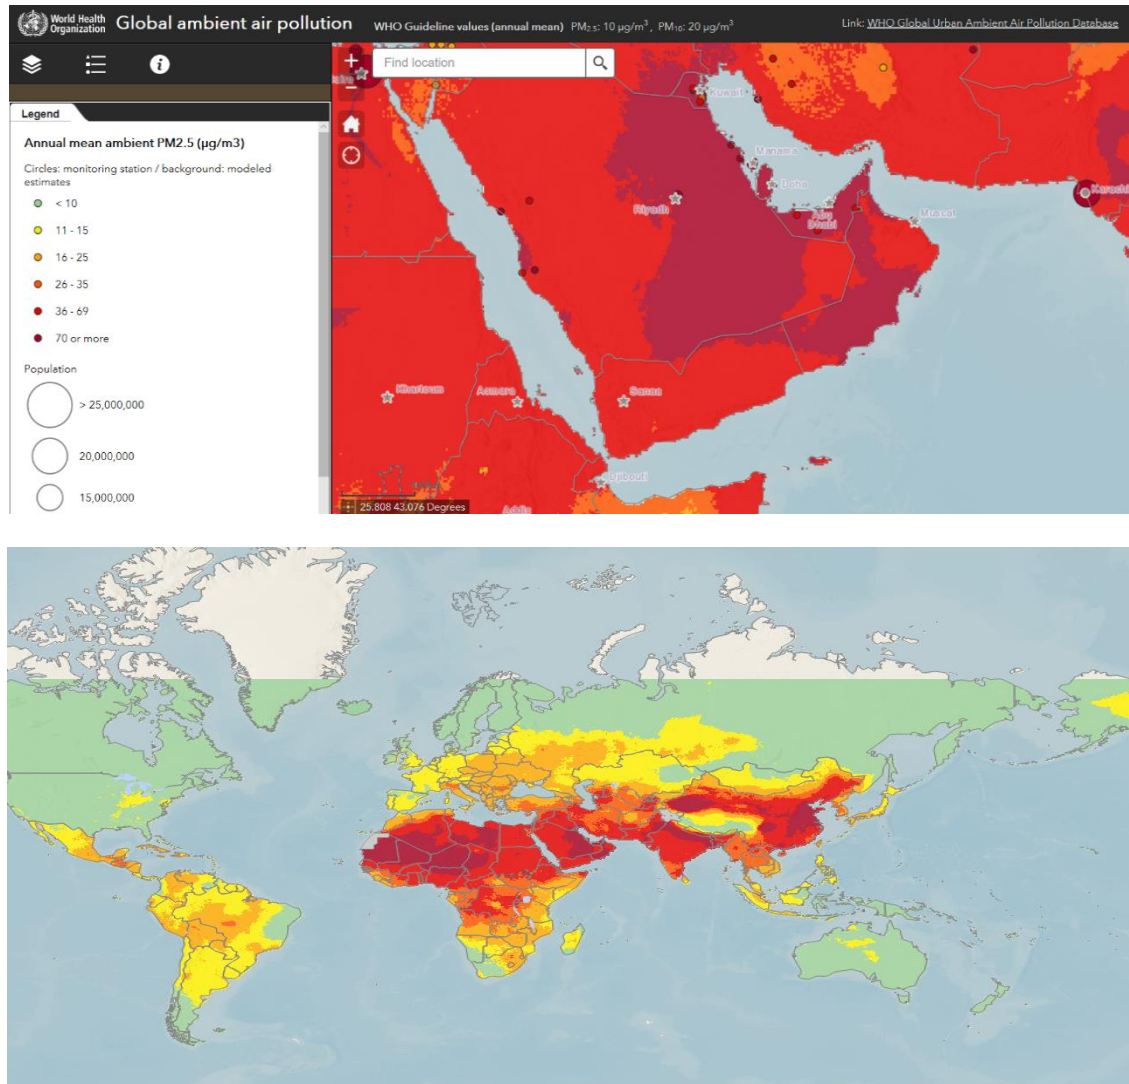 World Health
Organization
Global ambient air pollution
WHO Guideline values (annual mean) PM2.5: 10 µg/m³, PM10: 20 µg/m³
Link: WHO Global Urban Ambient Air Pollution Database
Find location
Legend
Annual mean ambient PM2.5 (µg/m3)
Circles: monitoring station / background: modeled
estimates
< 10
11 - 15
16 - 25
26 - 35
36 - 69
70 or more
Population
> 25,000,000
20,000,000
15,000,000
Kuwait
Manama
Doha
Riyadh
Abu
Dhabi
Muscat
Karachi
Khartoum
Asmara
Sanaa
Djibouti
Addis
25.808 43.076 Degrees